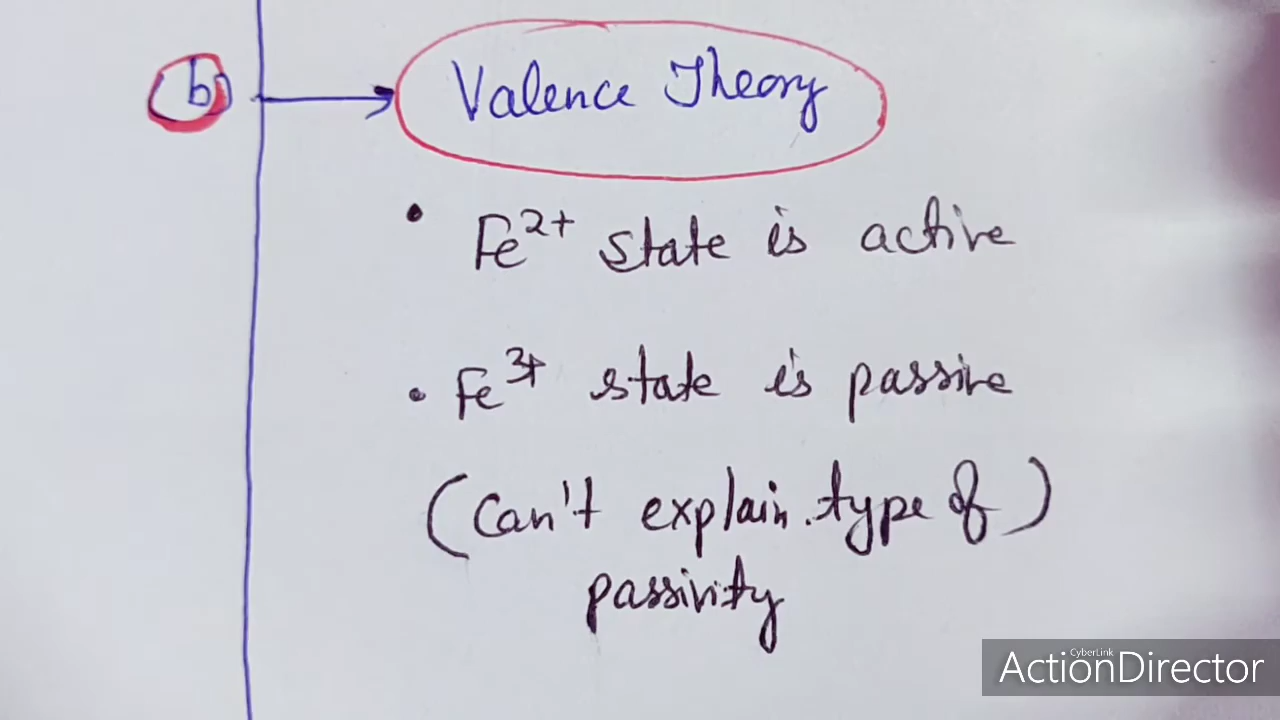 b
Valence Theory
• Fe2+ state is active
• Fe3+ state is passive
(Can't explain type of)
passivity
CyberLink
ActionDirector